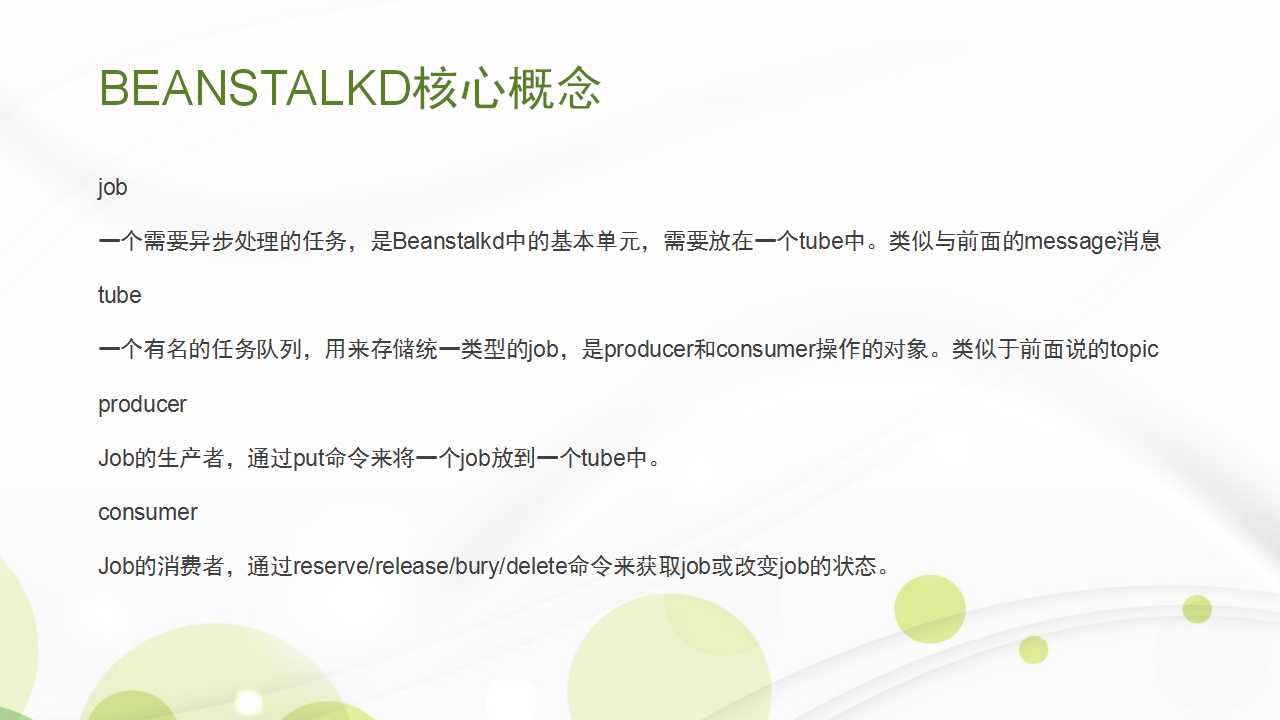 BEANSTALKD核心概念
job
一个需要异步处理的任务，是Beanstalkd中的基本单元，需要放在一个tube中。类似与前面的message消息
tube
一个有名的任务队列，用来存储统一类型的job，是producer和consumer操作的对象。类似于前面说的topic
producer
Job的生产者，通过put命令来将一个job放到一个tube中。
consumer
Job的消费者，通过reserve/release/bury/delete命令来获取job或改变job的状态。